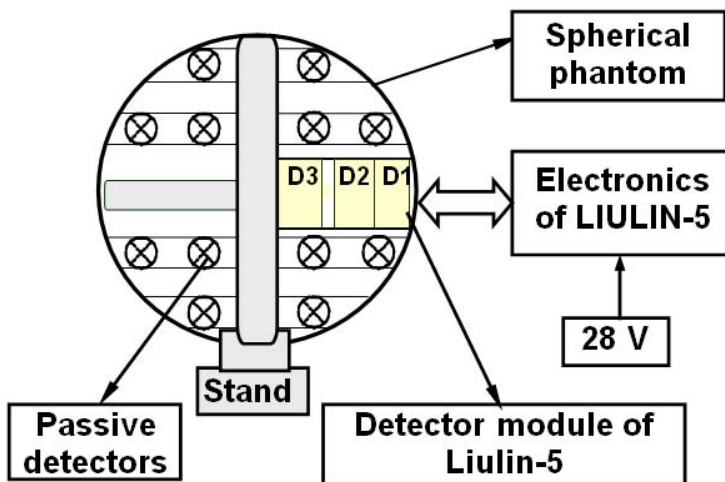 Spherical
phantom
D3 D2 D1
Electronics
of LIULIN-5
28 V
Stand
Passive
detectors
Detector module of
Liulin-5